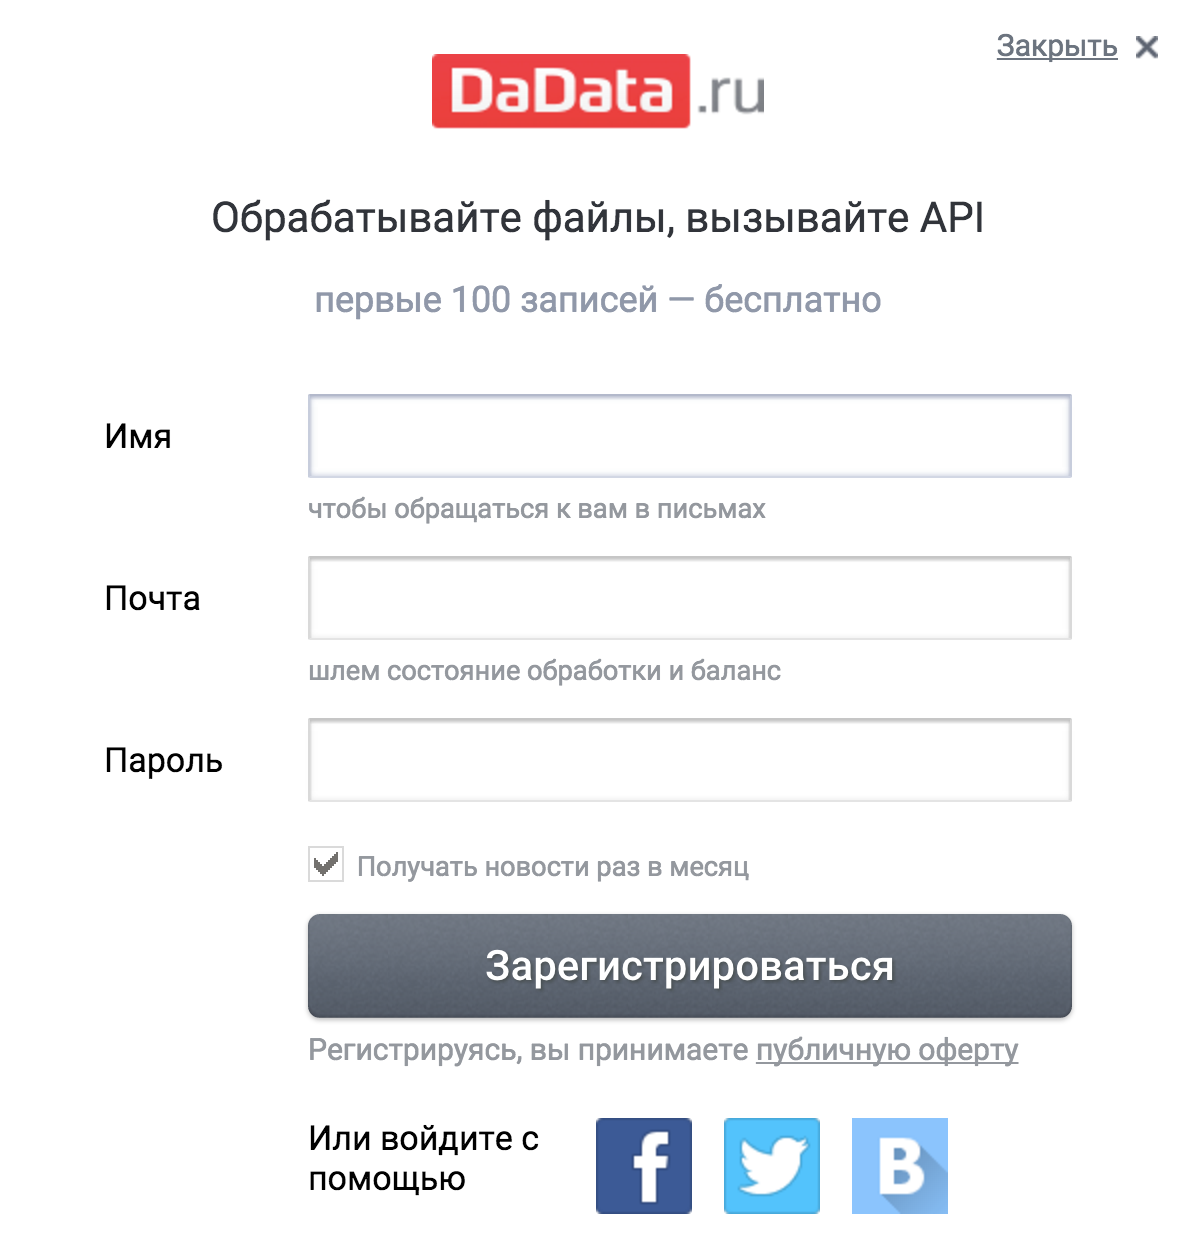 Закрыть
DaData.ru
Обрабатывайте файлы, вызывайте API
первые 100 записей — бесплатно
Имя
чтобы обращаться к вам в письмах
Почта
шлем состояние обработки и баланс
Пароль
Получать новости раз в месяц
Зарегистрироваться
Регистрируясь, вы принимаете публичную оферту
Или войдите с
помощью
f
B